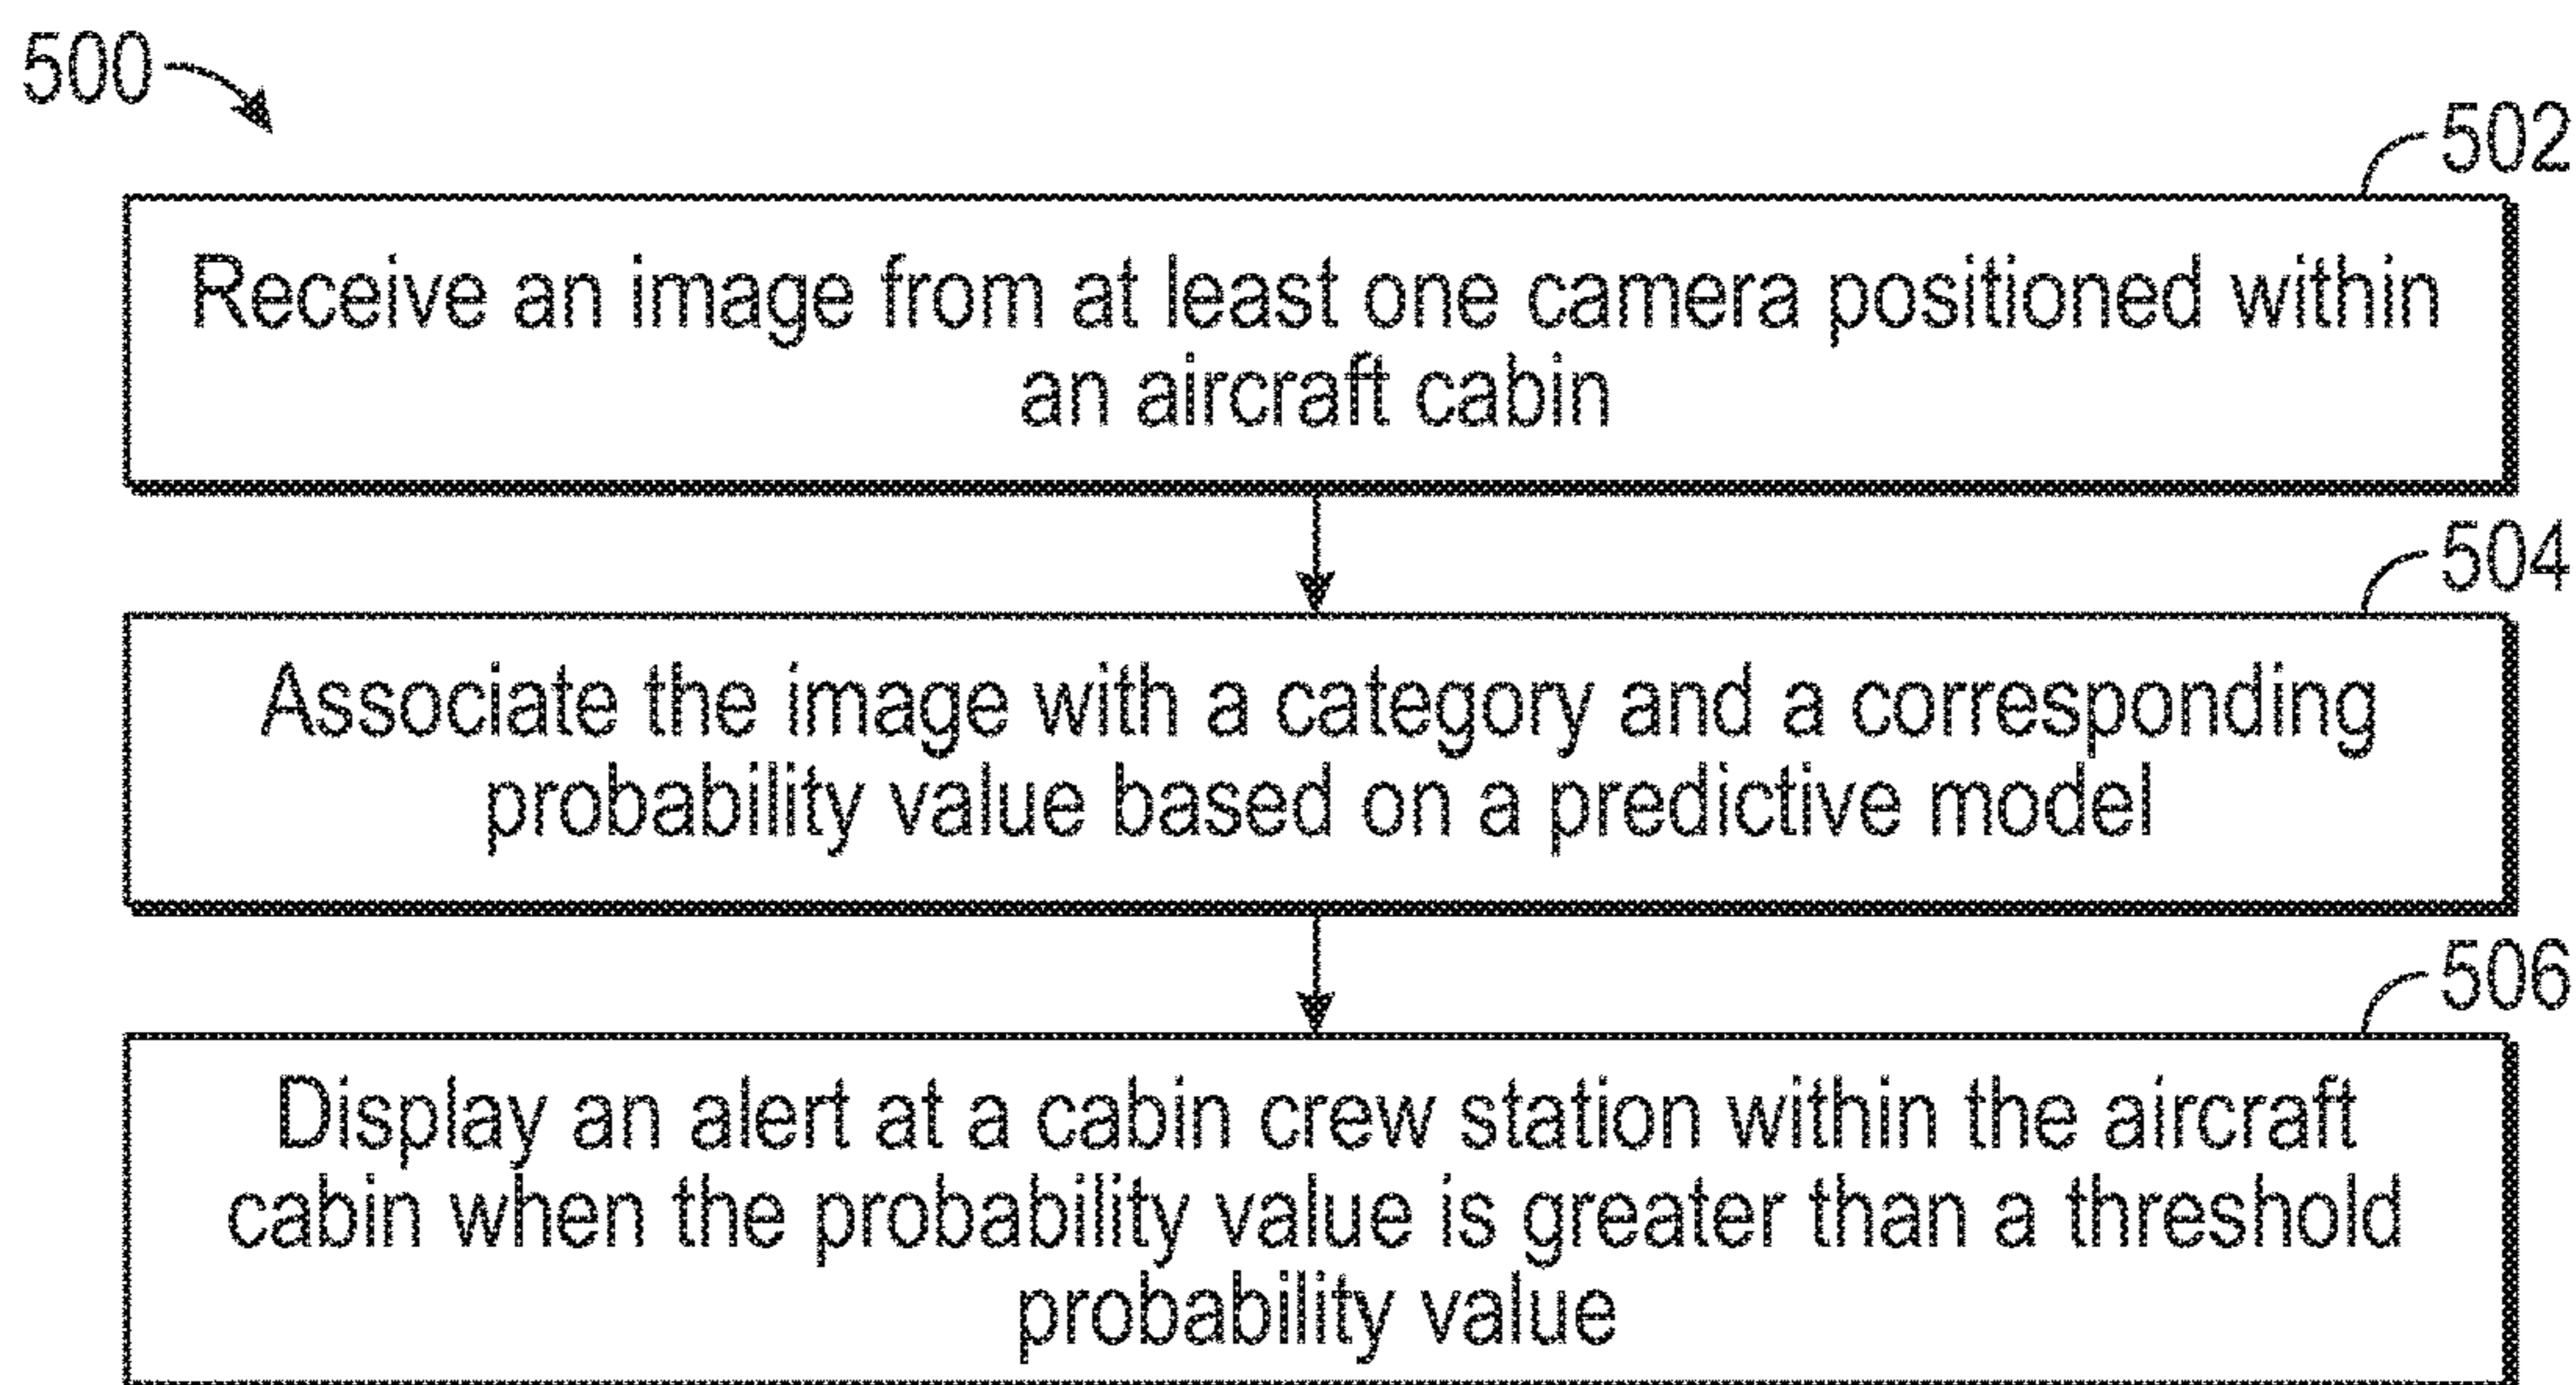 500
502
Receive an image from at least one camera positioned within
an aircraft cabin
504
Associate the image with a category and a corresponding
probability value based on a predictive model
506
Display an alert at a cabin crew station within the aircraft
cabin when the probability value is greater than a threshold
probability value